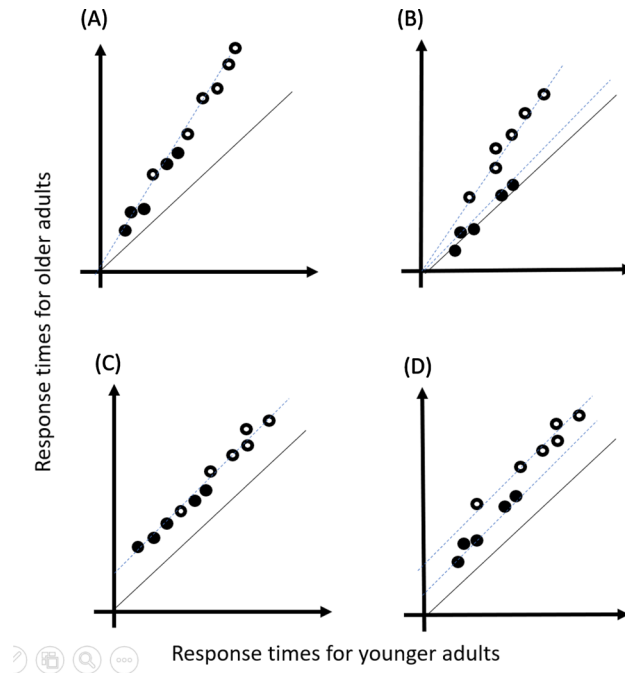 (A)
(B)
Response times for older adults
(C)
(D)
Response times for younger adults